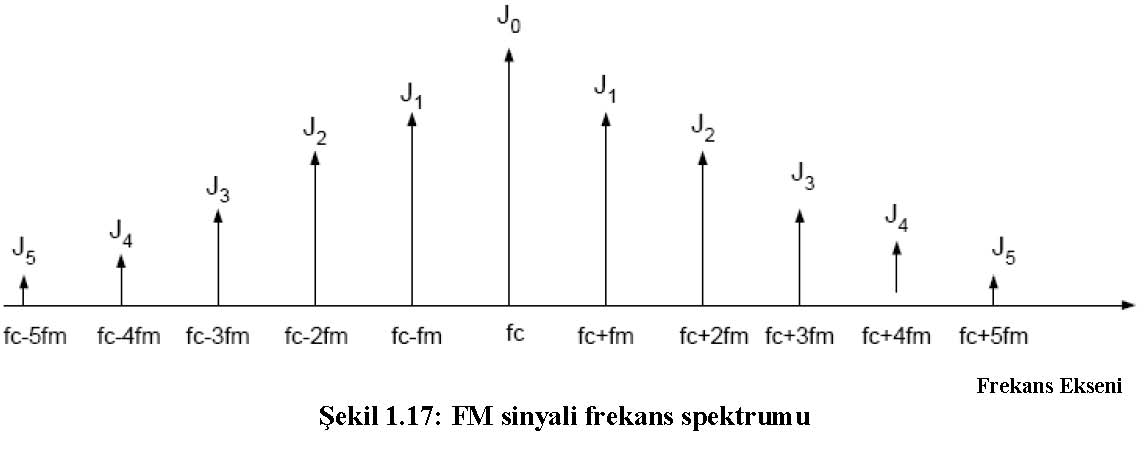 J0
J1 J1
J2 J2
J3 J3
J4 J4
J5 J5
fc-5fm fc-4fm fc-3fm fc-2fm fc-fm fc fc+fm fc+2fm fc+3fm fc+4fm fc+5fm
Frekans Ekseni
Şekil 1.17: FM sinyali frekans spektrumu